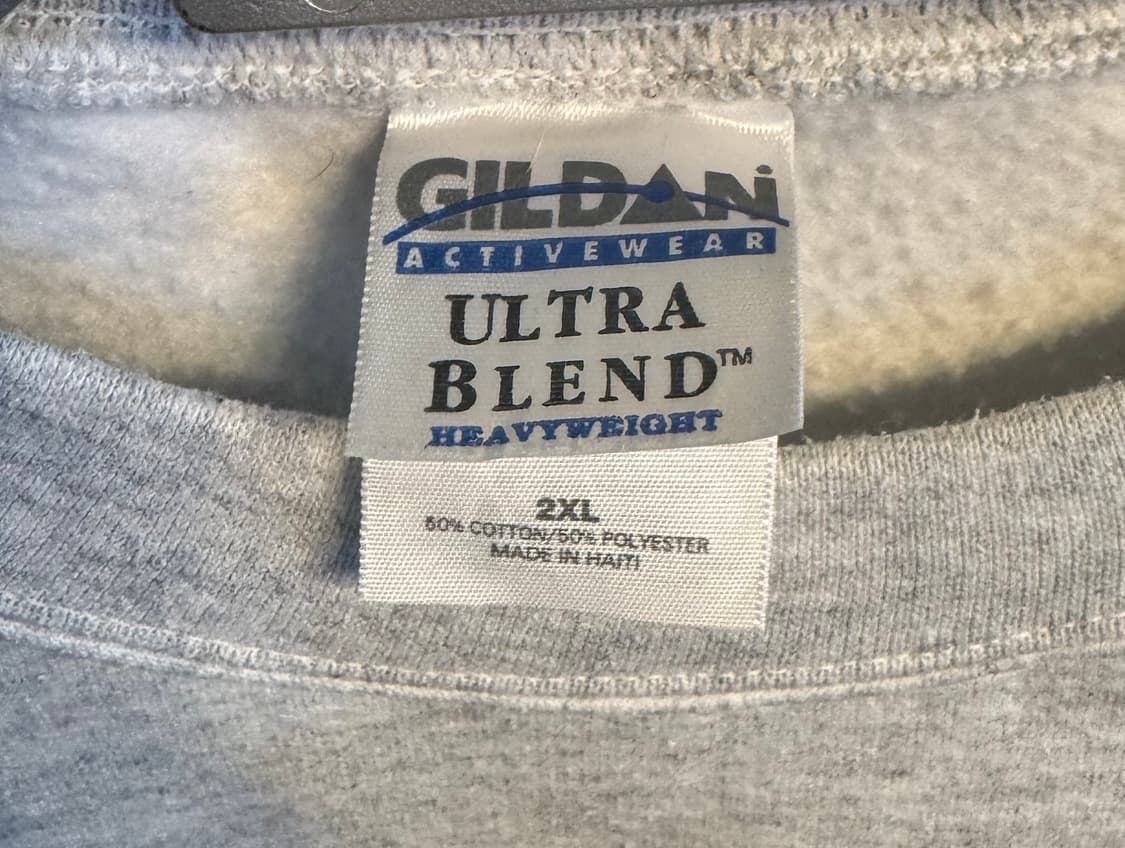 GILDAN
ACTIVEWEAR
ULTRA
BLEND™
HEAVYWEIGHT
2XL
50% COTTON/50% POLYESTER
MADE IN HAITI